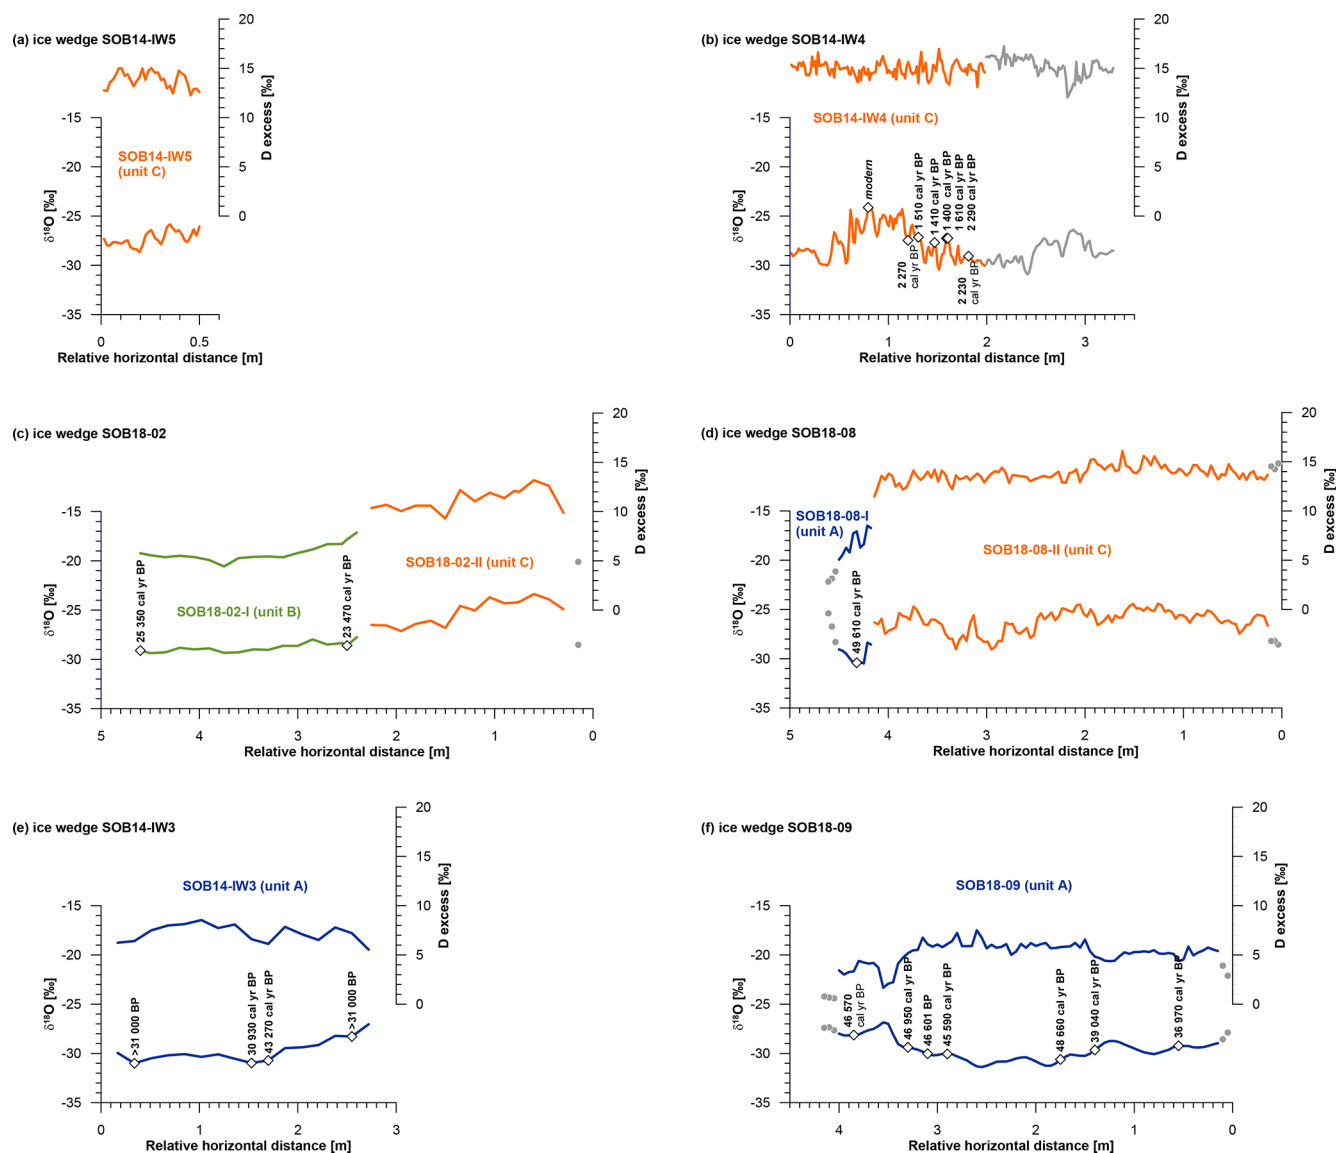 (a) ice wedge SOB14-IW5
20
15
10
5
0
D excess [‰]
-15
-20
-25
-30
-35
δ18O [‰]
SOB14-IW5
(unit C)
0
0.5
Relative horizontal distance [m]
(b) ice wedge SOB14-IW4
20
15
10
5
0
D excess [‰]
-15
-20
-25
-30
-35
δ18O [‰]
SOB14-IW4 (unit C)
modern
2 270
cal yr BP
1 510 cal yr BP
1 410 cal yr BP
1 400 cal yr BP
1 610 cal yr BP
2 290 cal yr BP
2 230
cal yr BP
0
1
2
3
Relative horizontal distance [m]
(c) ice wedge SOB18-02
20
15
10
5
0
D excess [‰]
-15
-20
-25
-30
-35
δ18O [‰]
25 350 cal yr BP
SOB18-02-I (unit B)
23 470 cal yr BP
SOB18-02-II (unit C)
5
4
3
2
1
0
Relative horizontal distance [m]
(d) ice wedge SOB18-08
20
15
10
5
0
D excess [‰]
-15
-20
-25
-30
-35
δ18O [‰]
SOB18-08-I
(unit A)
49 610 cal yr BP
SOB18-08-II (unit C)
5
4
3
2
1
0
Relative horizontal distance [m]
(e) ice wedge SOB14-IW3
20
15
10
5
0
D excess [‰]
-15
-20
-25
-30
-35
δ18O [‰]
SOB14-IW3 (unit A)
>31 000 BP
30 930 cal yr BP
43 270 cal yr BP
>31 000 BP
0
1
2
3
Relative horizontal distance [m]
(f) ice wedge SOB18-09
20
15
10
5
0
D excess [‰]
-15
-20
-25
-30
-35
δ18O [‰]
SOB18-09 (unit A)
46 570
cal yr BP
46 950 cal yr BP
46 601 BP
45 590 cal yr BP
48 660 cal yr BP
39 040 cal yr BP
36 970 cal yr BP
4
3
2
1
0
Relative horizontal distance [m]